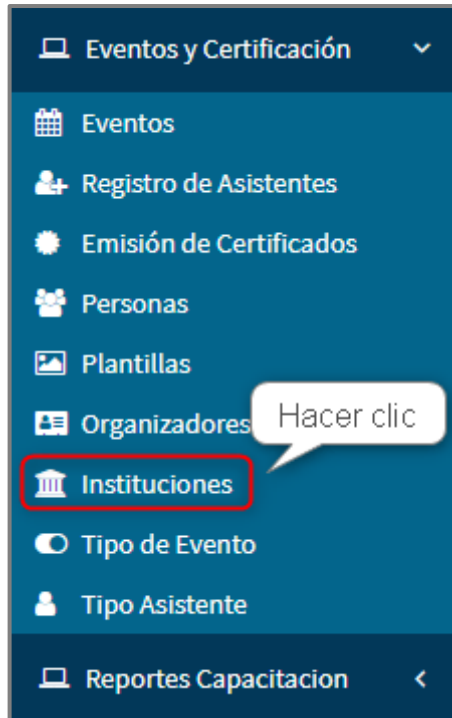 Eventos y Certificación
Eventos
Registro de Asistentes
Emisión de Certificados
Personas
Plantillas
Organizadores
Hacer clic
Instituciones
Tipo de Evento
Tipo Asistente
Reportes Capacitacion